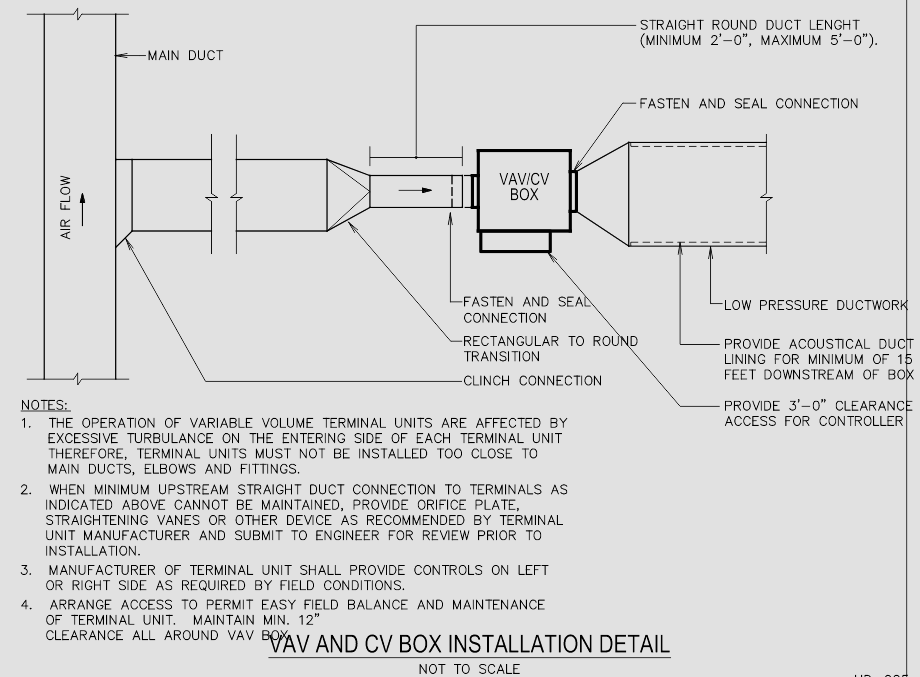 STRAIGHT ROUND DUCT LENGHT
(MINIMUM 2'-0", MAXIMUM 5'-0").
MAIN DUCT
FASTEN AND SEAL CONNECTION
VAV/CV
BOX
AIR FLOW
FASTEN AND SEAL
CONNECTION
LOW PRESSURE DUCTWORK
RECTANGULAR TO ROUND
TRANSITION
PROVIDE ACOUSTICAL DUCT
LINING FOR MINIMUM OF 15
FEET DOWNSTREAM OF BOX
CLINCH CONNECTION
PROVIDE 3'-0" CLEARANCE
ACCESS FOR CONTROLLER
NOTES:
1. THE OPERATION OF VARIABLE VOLUME TERMINAL UNITS ARE AFFECTED BY
EXCESSIVE TURBULANCE ON THE ENTERING SIDE OF EACH TERMINAL UNIT
THEREFORE, TERMINAL UNITS MUST NOT BE INSTALLED TOO CLOSE TO
MAIN DUCTS, ELBOWS AND FITTINGS.
2. WHEN MINIMUM UPSTREAM STRAIGHT DUCT CONNECTION TO TERMINALS AS
INDICATED ABOVE CANNOT BE MAINTAINED, PROVIDE ORIFICE PLATE,
STRAIGHTENING VANES OR OTHER DEVICE AS RECOMMENDED BY TERMINAL
UNIT MANUFACTURER AND SUBMIT TO ENGINEER FOR REVIEW PRIOR TO
INSTALLATION.
3. MANUFACTURER OF TERMINAL UNIT SHALL PROVIDE CONTROLS ON LEFT
OR RIGHT SIDE AS REQUIRED BY FIELD CONDITIONS.
4. ARRANGE ACCESS TO PERMIT EASY FIELD BALANCE AND MAINTENANCE
OF TERMINAL UNIT. MAINTAIN MIN. 12"
CLEARANCE ALL AROUND VAV BOX.
VAV AND CV BOX INSTALLATION DETAIL
NOT TO SCALE